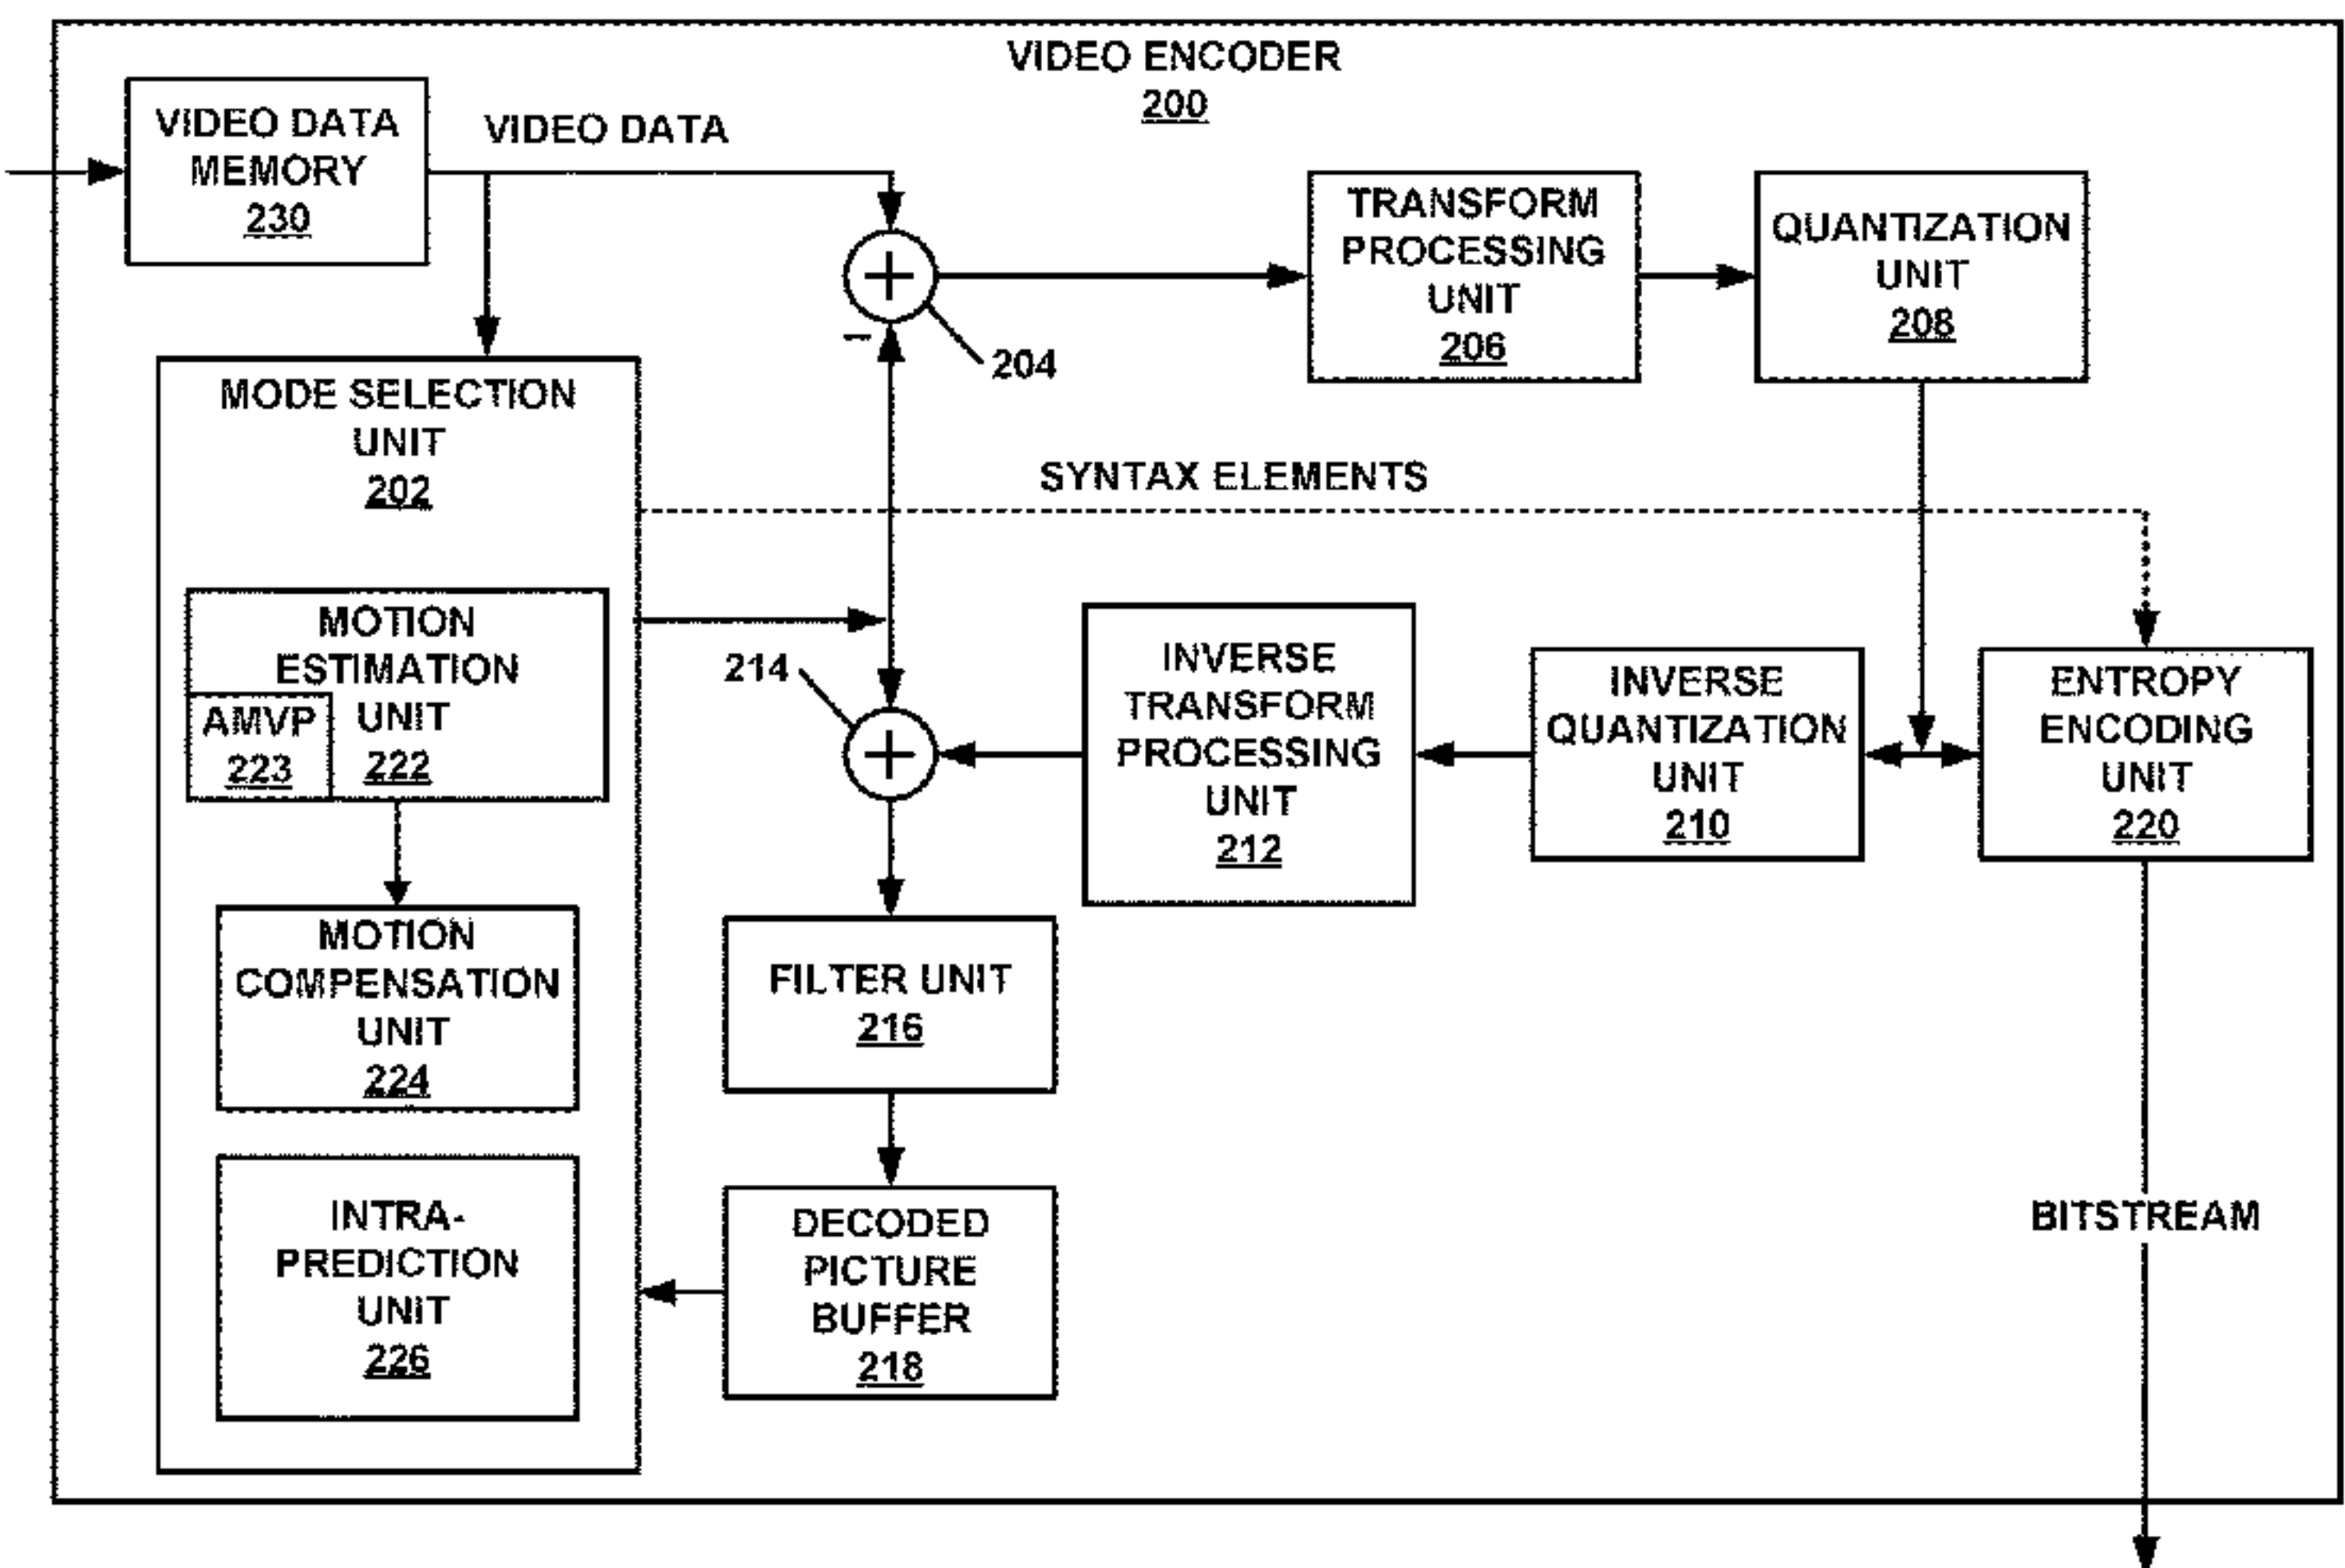 VIDEO ENCODER
200
VIDEO DATA
MEMORY
230
VIDEO DATA
TRANSFORM
PROCESSING
UNIT
206
QUANTIZATION
UNIT
208
–
204
MODE SELECTION
UNIT
202
SYNTAX ELEMENTS
MOTION
ESTIMATION
UNIT
222
AMVP
223
214
INVERSE
TRANSFORM
PROCESSING
UNIT
212
INVERSE
QUANTIZATION
UNIT
210
ENTROPY
ENCODING
UNIT
220
MOTION
COMPENSATION
UNIT
224
FILTER UNIT
216
INTRA-
PREDICTION
UNIT
226
DECODED
PICTURE
BUFFER
218
BITSTREAM